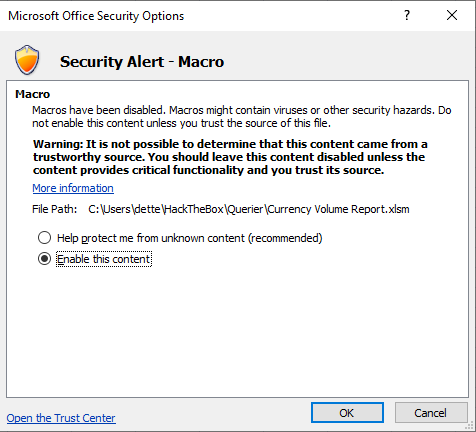 Microsoft Office Security Options
?
Security Alert - Macro
Macro
Macros have been disabled. Macros might contain viruses or other security hazards. Do
not enable this content unless you trust the source of this file.
Warning: It is not possible to determine that this content came from a
trustworthy source. You should leave this content disabled unless the
content provides critical functionality and you trust its source.
More information
File Path: C:\Users\dette\HackTheBox\Querier\Currency Volume Report.xlsm
Help protect me from unknown content (recommended)
Enable this content
Open the Trust Center
OK
Cancel